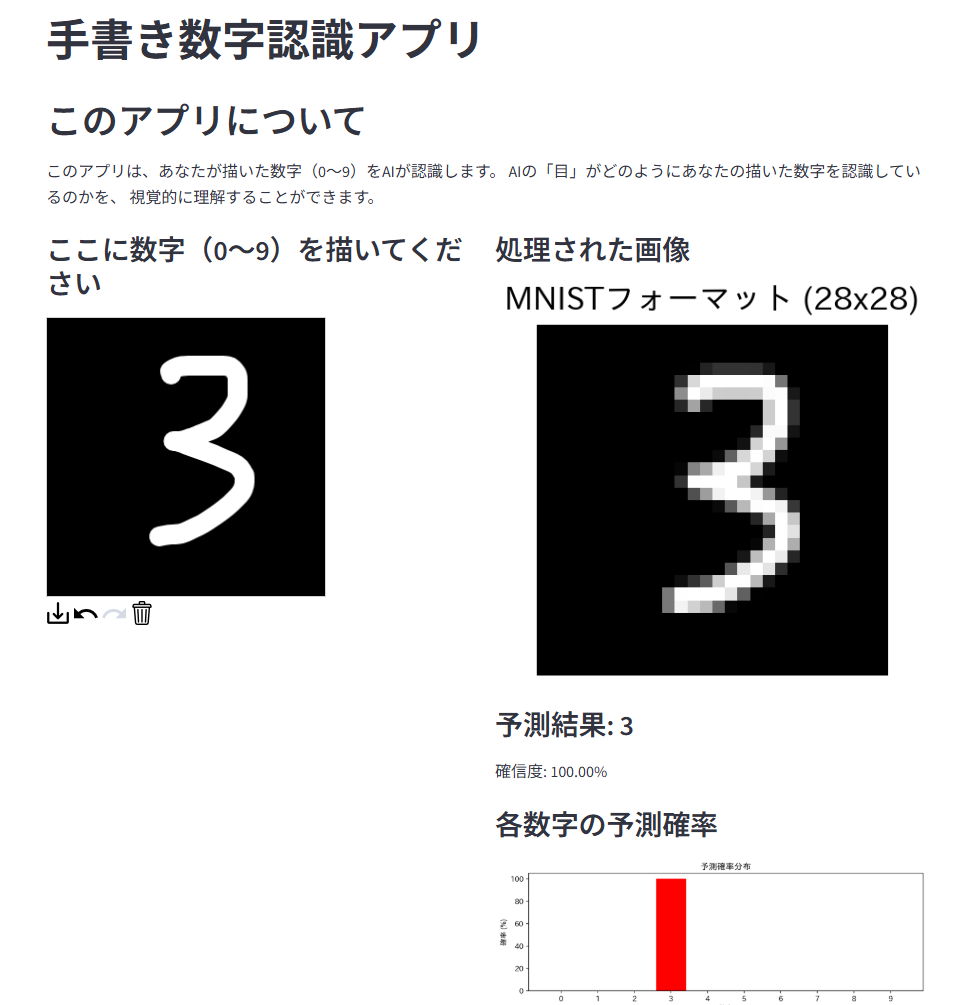 手書き数字認識アプリ
このアプリについて
このアプリは、あなたが描いた数字（0〜9）をAIが認識します。 AIの「目」がどのようにあなたの描いた数字を認識してい
るのかを、 視覚的に理解することができます。
ここに数字（0〜9）を描いてくだ
さい
3
処理された画像
MNISTフォーマット (28x28)
3
予測結果: 3
確信度: 100.00%
各数字の予測確率
予測確率分布
確率 (%)
100
80
60
40
20
0
0 1 2 3 4 5 6 7 8 9